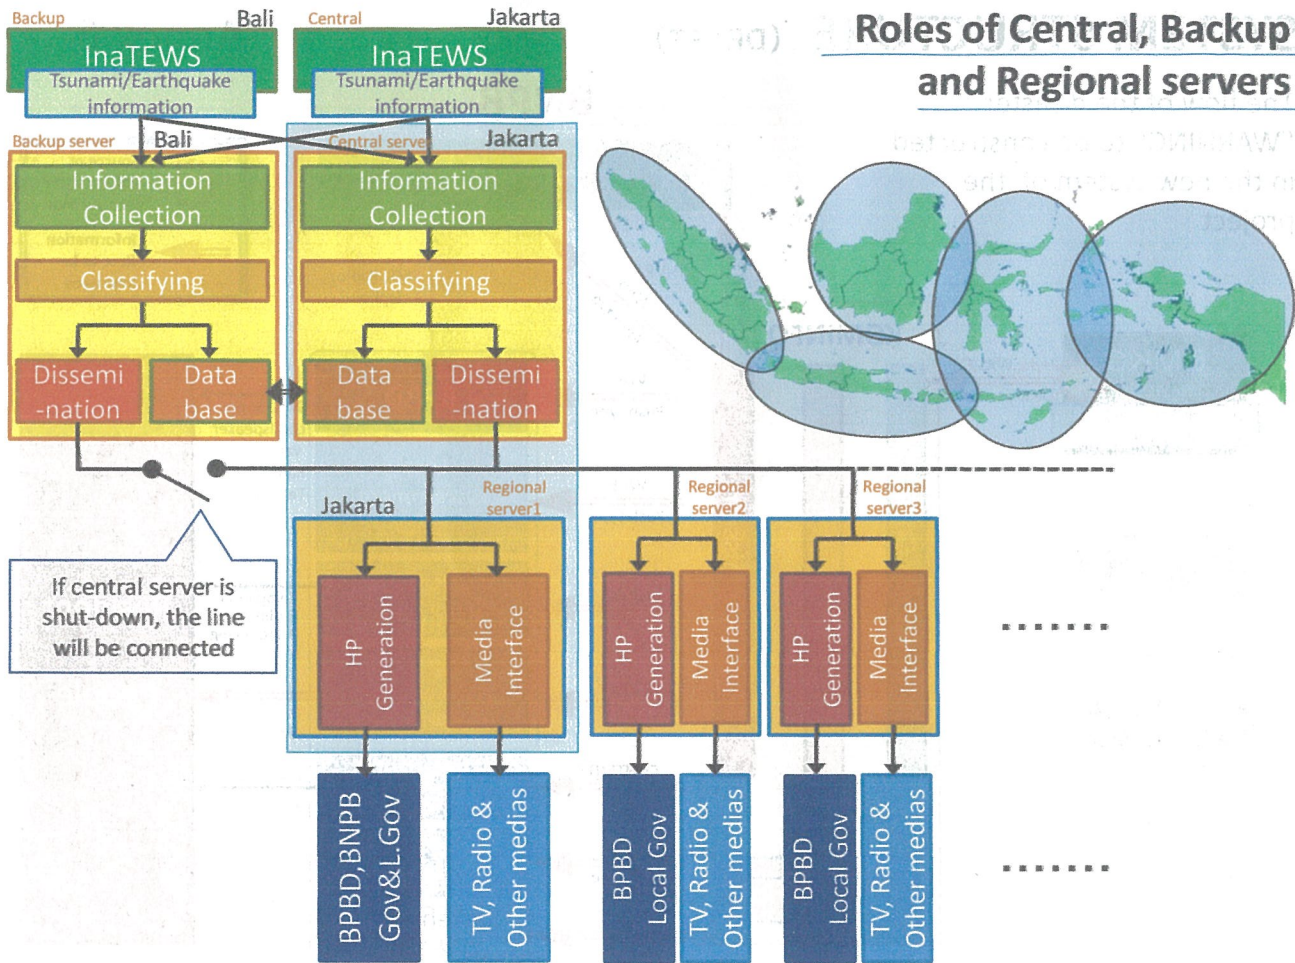 Roles of Central, Backup
and Regional servers
Backup
Bali
InaTEWS
Tsunami/Earthquake
information
Central
Jakarta
InaTEWS
Tsunami/Earthquake
information
Backup server
Bali
Information
Collection
Classifying
Dissemi
-nation
Data
base
Central server
Jakarta
Information
Collection
Classifying
Data
base
Dissemi
-nation
If central server is
shut-down, the line
will be connected
Jakarta
Regional
server1
HP
Generation
Media
Interface
BPBD,BNPB
Gov&L.Gov
TV, Radio &
Other medias
Regional
server2
HP
Generation
Media
Interface
BPBD
Local Gov
TV, Radio &
Other medias
Regional
server3
HP
Generation
Media
Interface
BPBD
Local Gov
TV, Radio &
Other medias
.......
.......